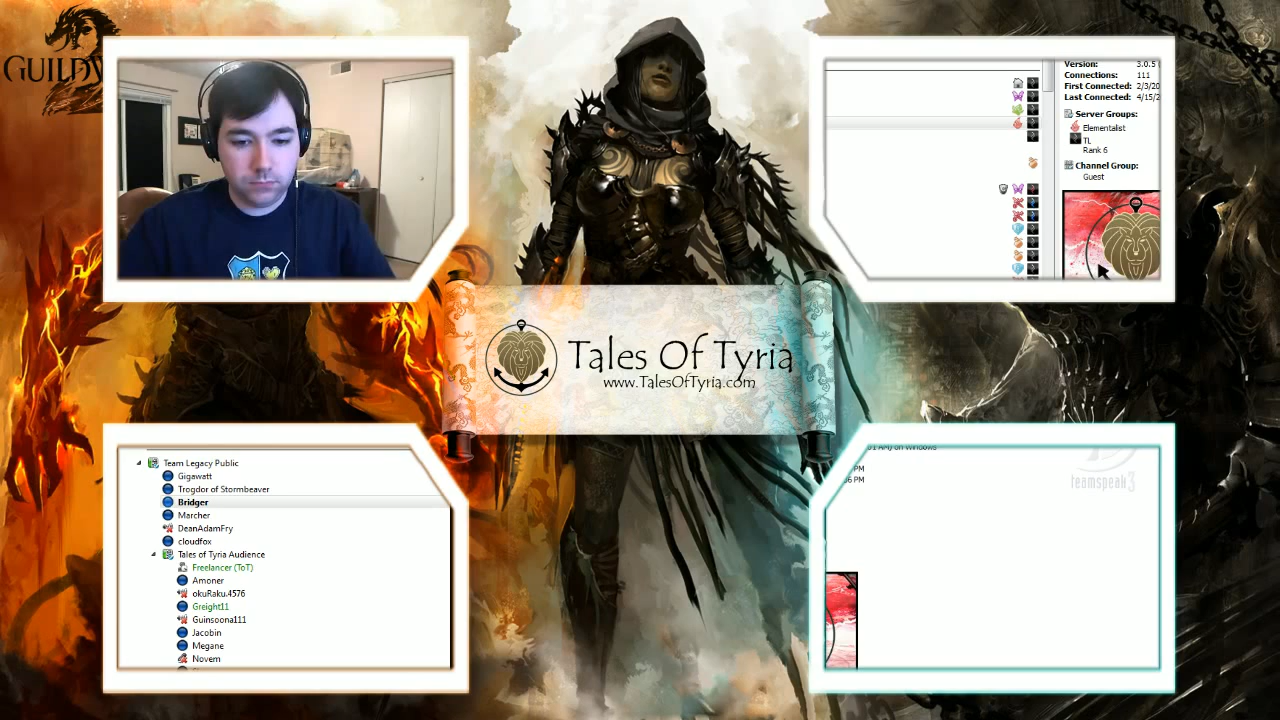 GUILD W
Version: 3.0.5
Connections: 111
First Connected: 2/3/20
Last Connected: 4/15/2
Server Groups:
Elementalist
TL
Rank 6
Channel Group:
Guest
Tales Of Tyria
www.TalesOfTyria.com
Team Legacy Public
Gigawatt
Trogdor of Stormbeaver
Bridger
Marcher
DeanAdamFry
cloudfox
Tales of Tyria Audience
Freelancer (ToT)
Amoner
okuRaku.4576
Greight11
Guinsoona111
Jacobin
Megane
Novem
AM) on Windows
PM
PM
teamspeak3